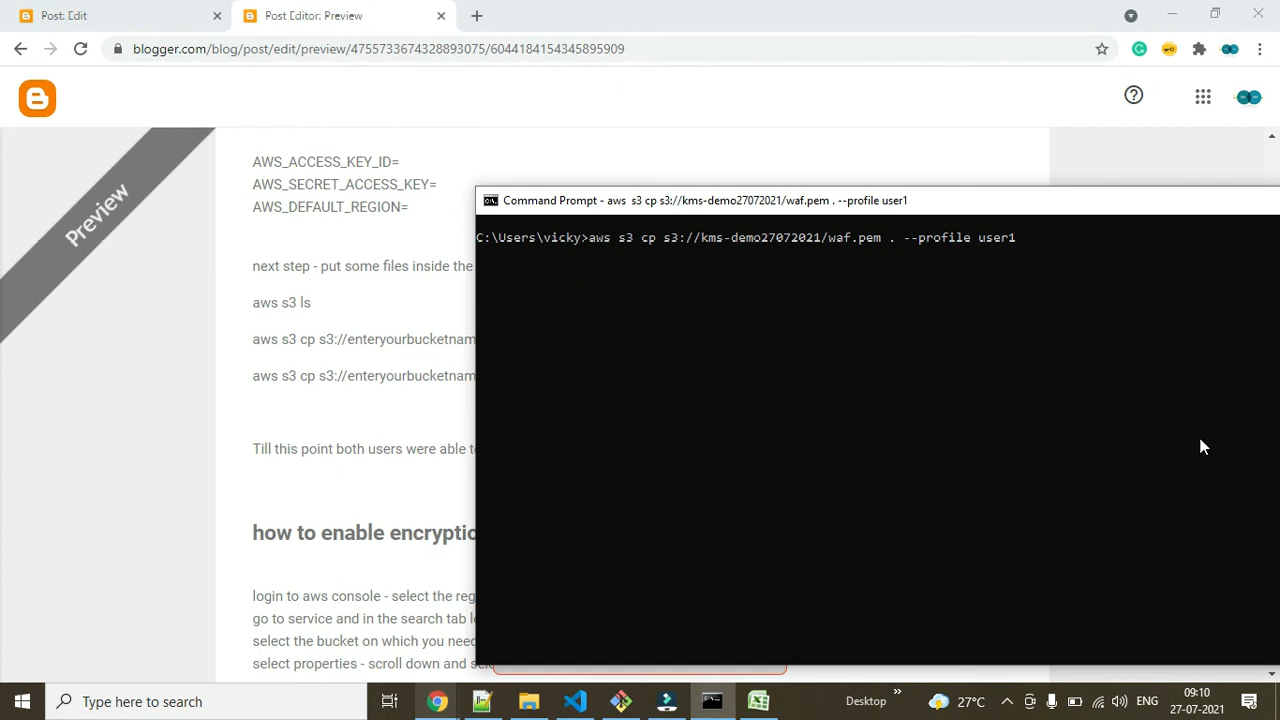 Post: Edit
Post Editor: Preview
blogger.com/blog/post/edit/preview/4755733674328893075/6044184154345895909
Preview
AWS_ACCESS_KEY_ID=
AWS_SECRET_ACCESS_KEY=
AWS_DEFAULT_REGION=
next step - put some files inside the
aws s3 ls
aws s3 cp s3://enteryourbucketnam
aws s3 cp s3://enteryourbucketnam
Till this point both users were able t
how to enable encryptio
login to aws console - select the reg
go to service and in the search tab l
select the bucket on which you need
select properties - scroll down and sel
Command Prompt - aws  s3 cp s3://kms-demo27072021/waf.pem . --profile user1
C:\Users\vicky>aws s3 cp s3://kms-demo27072021/waf.pem . --profile user1
Type here to search
Desktop
27°C
ENG
09:10
27-07-2021